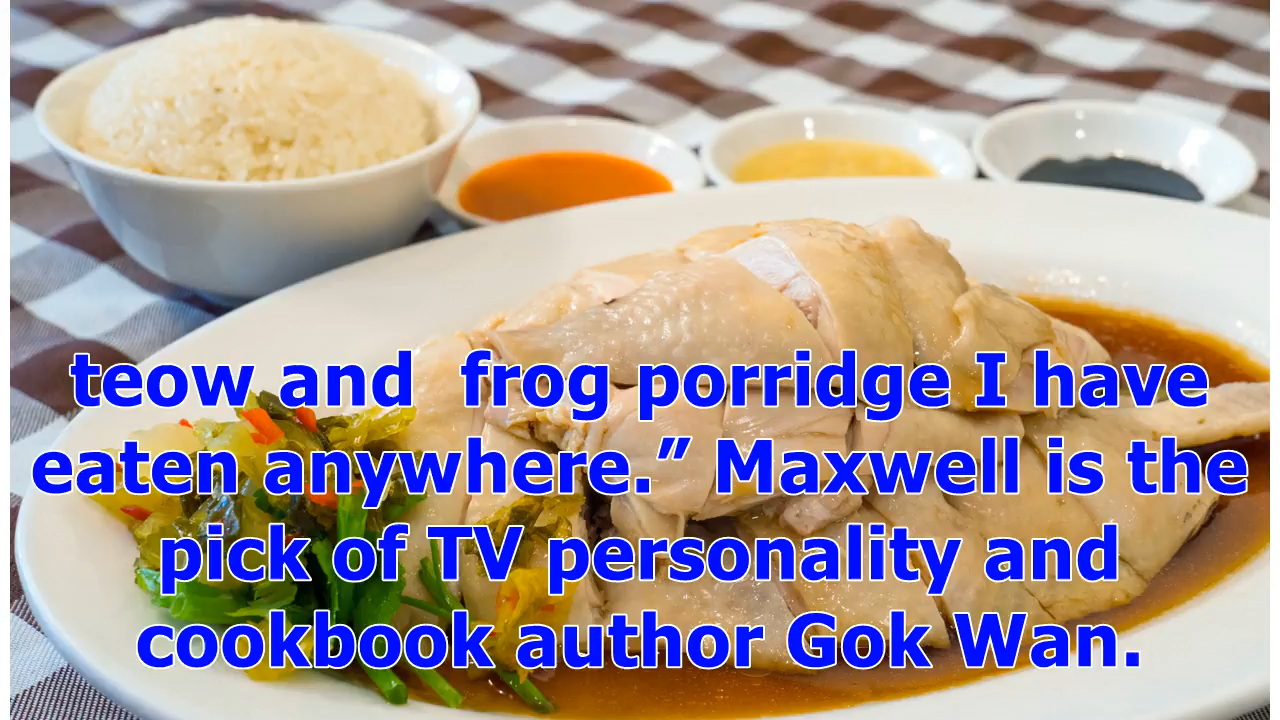 teow and  frog porridge I have
eaten anywhere.” Maxwell is the
pick of TV personality and
cookbook author Gok Wan.